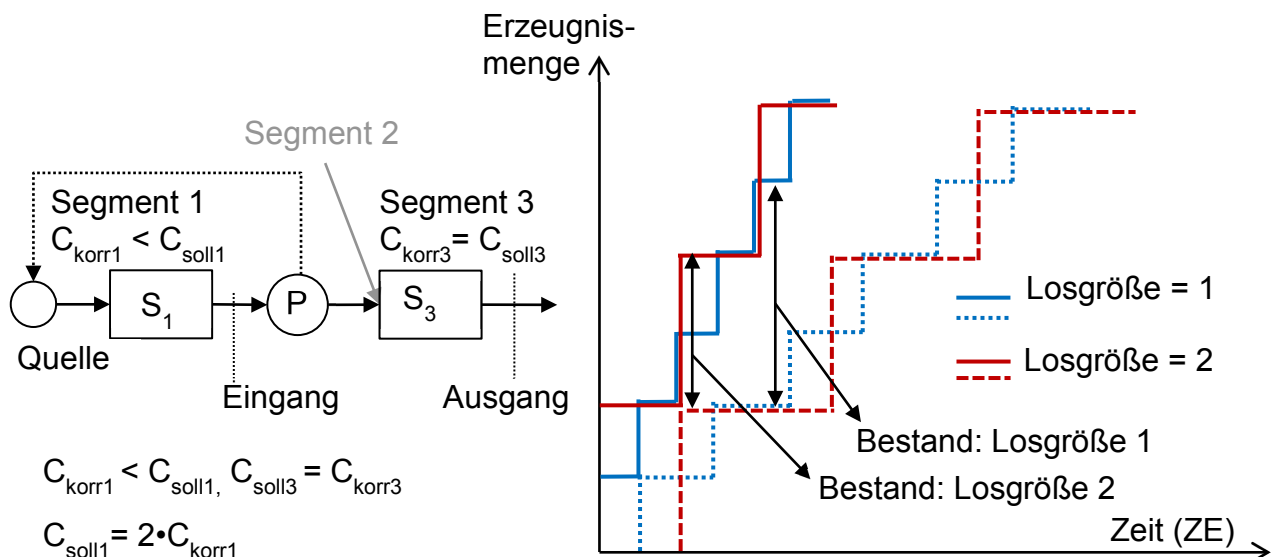 Erzeugnis-
menge
Segment 2
Segment 1
C_korr1 < C_soll1
Segment 3
C_korr3 = C_soll3
S_1
P
S_3
Quelle
Eingang
Ausgang
C_korr1 < C_soll1, C_soll3 = C_korr3
C_soll1 = 2•C_korr1
Losgröße = 1
Losgröße = 2
Bestand: Losgröße 1
Bestand: Losgröße 2
Zeit (ZE)